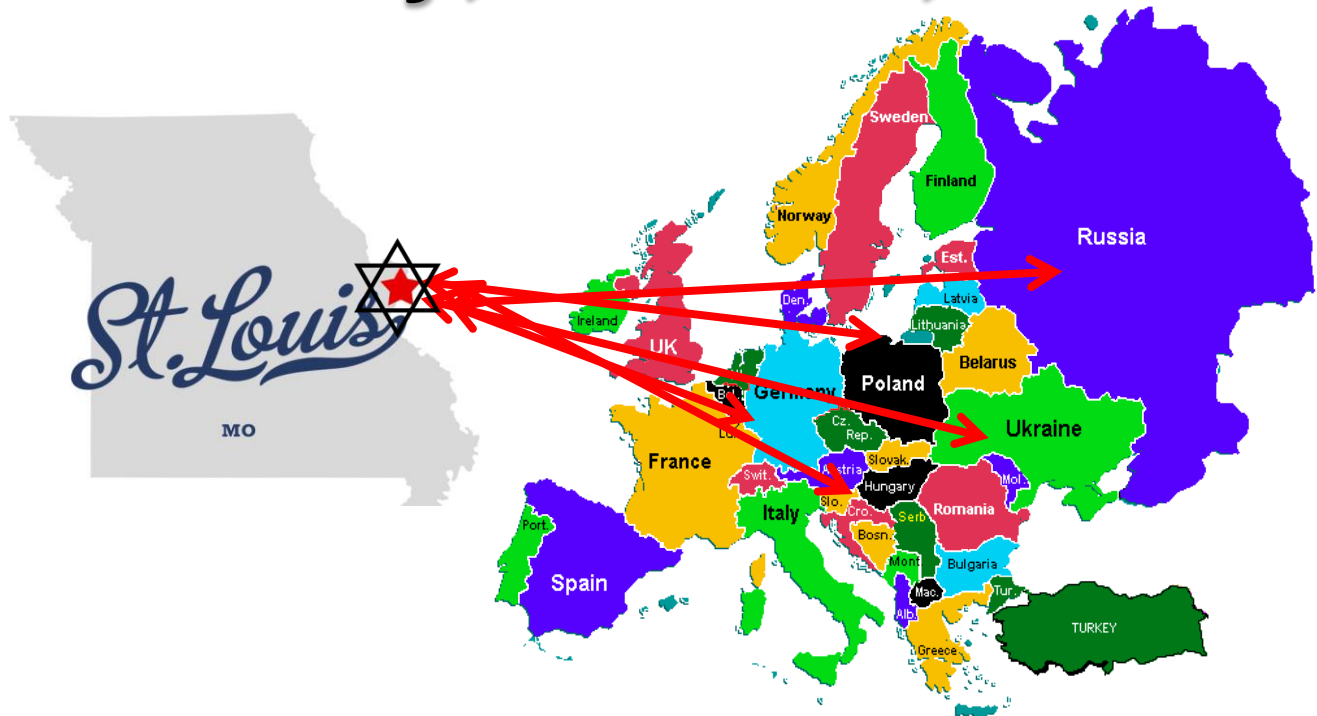 St. Louis
MO
Sweden
Finland
Norway
Russia
Est.
Den.
Latvia
Lithuania
Ireland
UK
Belarus
Poland
Germany
Ukraine
Cz.
Rep.
France
Slovak.
Austria
Swit.
Hungary
Mol.
Slo.
Cro.
Serb
Romania
Italy
Port.
Bosn.
Mont
Bulgaria
Spain
Mac.
Tur.
Alb.
TURKEY
Greece